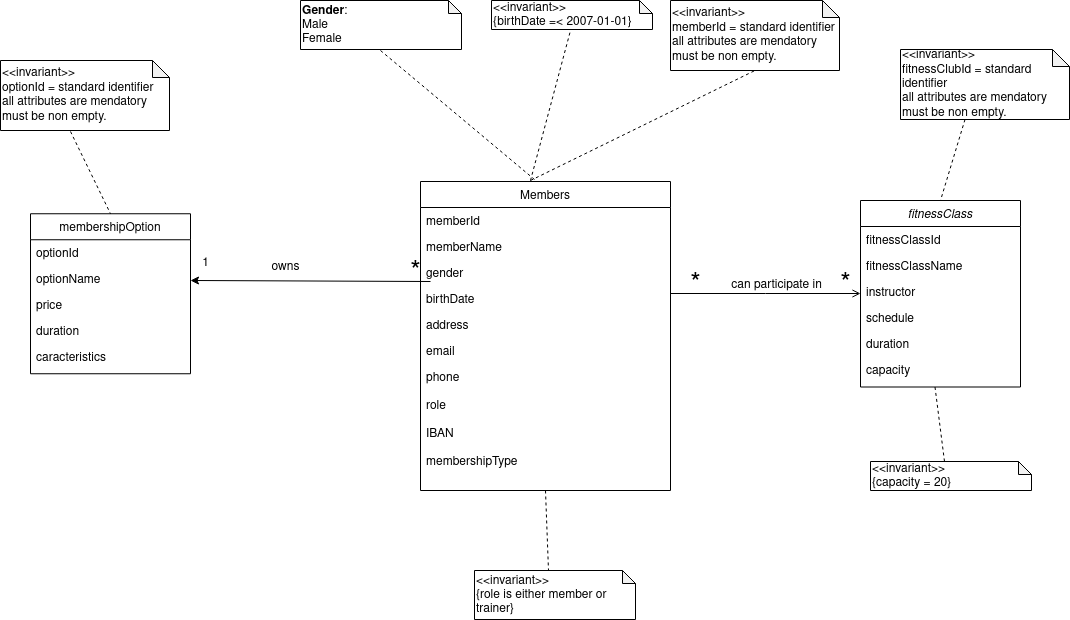 Gender:
Male
Female
<<invariant>>
{birthDate =< 2007-01-01}
<<invariant>>
memberId = standard identifier
all attributes are mendatory
must be non empty.
<<invariant>>
fitnessClubId = standard
identifier
all attributes are mendatory
must be non empty.
<<invariant>>
optionId = standard identifier
all attributes are mendatory
must be non empty.
membershipOption
optionId
optionName
price
duration
caracteristics
1
owns
*
Members
memberId
memberName
gender
birthDate
address
email
phone
role
IBAN
membershipType
*
can participate in
*
fitnessClass
fitnessClassId
fitnessClassName
instructor
schedule
duration
capacity
<<invariant>>
{capacity = 20}
<<invariant>>
{role is either member or
trainer}